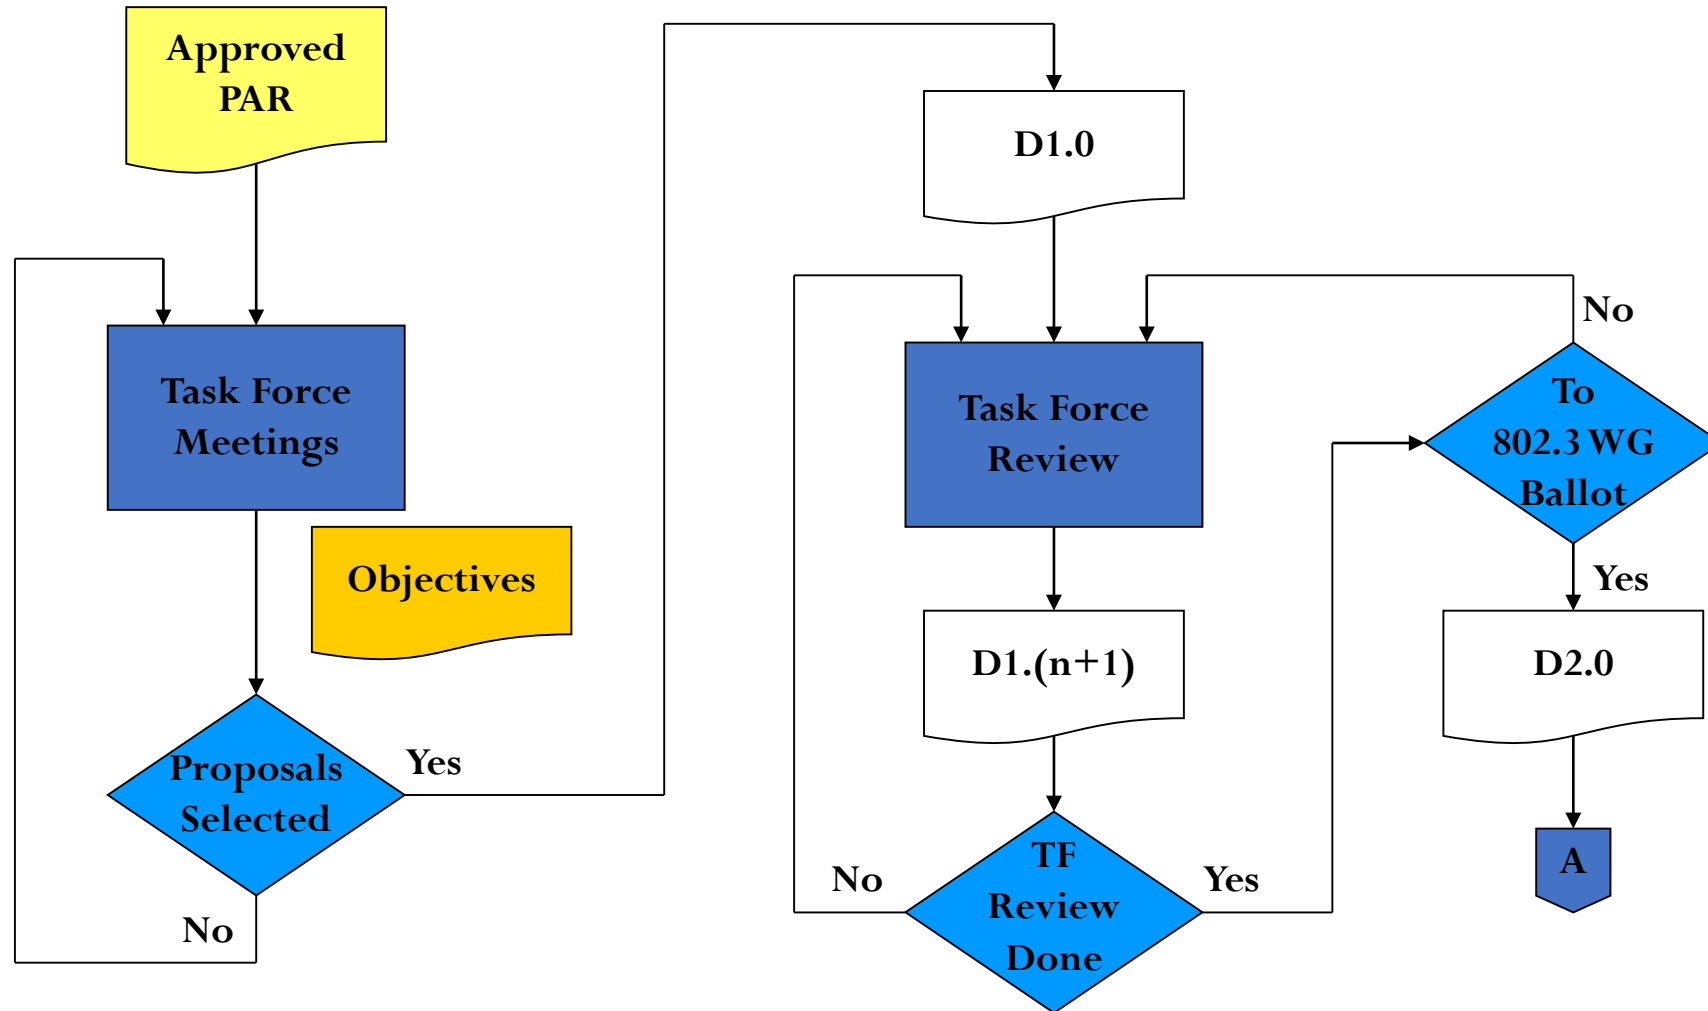 Approved
PAR
Task Force
Meetings
Objectives
Proposals
Selected
Yes
No
D1.0
Task Force
Review
D1.(n+1)
TF
Review
Done
No
Yes
To
802.3 WG
Ballot
No
Yes
D2.0
A